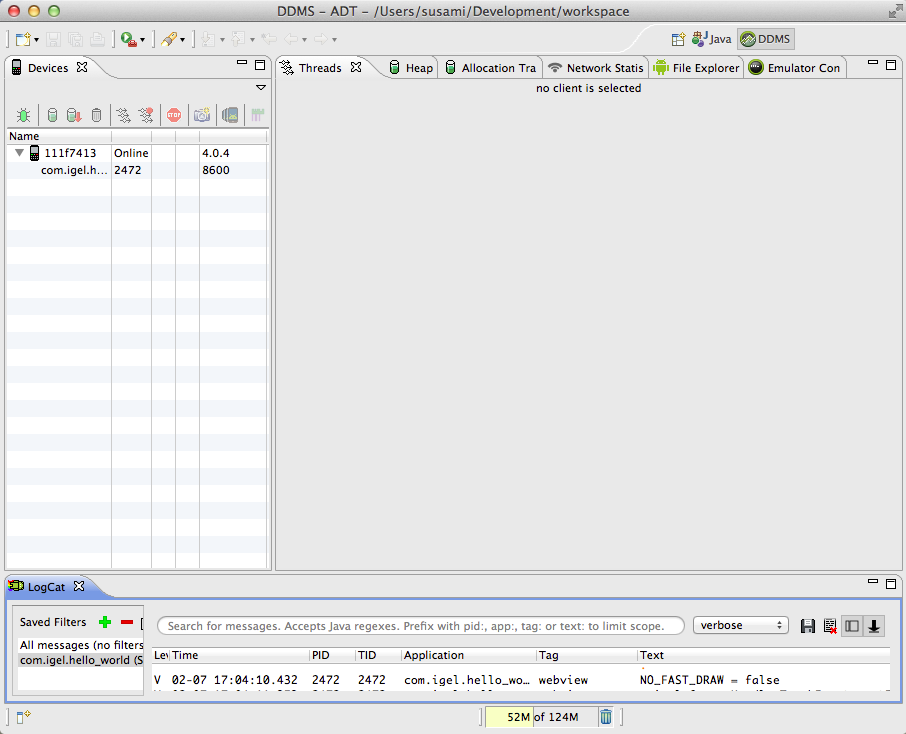 DDMS – ADT – /Users/susami/Development/workspace
Java DDMS
Devices
Threads Heap Allocation Tra Network Statis File Explorer Emulator Con
no client is selected
STOP
Name
111f7413 Online 4.0.4
com.igel.h... 2472 8600
LogCat
Saved Filters
Search for messages. Accepts Java regexes. Prefix with pid:, app:, tag: or text: to limit scope.
verbose
All messages (no filters
com.igel.hello_world (S
Lev Time PID TID Application Tag Text
V 02-07 17:04:10.432 2472 2472 com.igel.hello_wo... webview NO_FAST_DRAW = false
52M of 124M